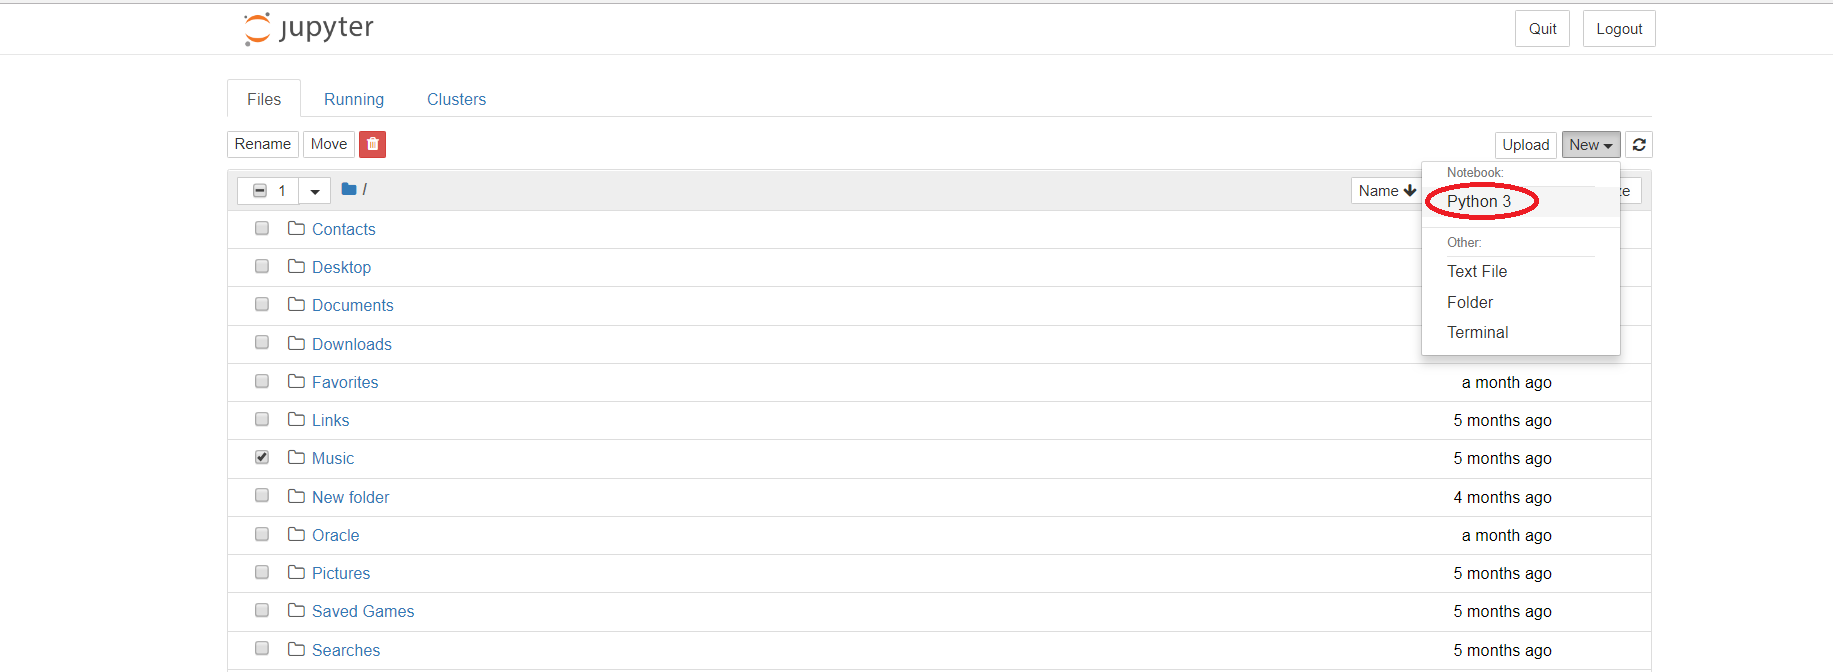 jupyter
Quit Logout
Files Running Clusters
Rename Move Upload New
Notebook:
1 / Name
Python 3
Contacts
Other:
Desktop Text File
Documents Folder
Downloads Terminal
Favorites a month ago
Links 5 months ago
Music 5 months ago
New folder 4 months ago
Oracle a month ago
Pictures 5 months ago
Saved Games 5 months ago
Searches 5 months ago